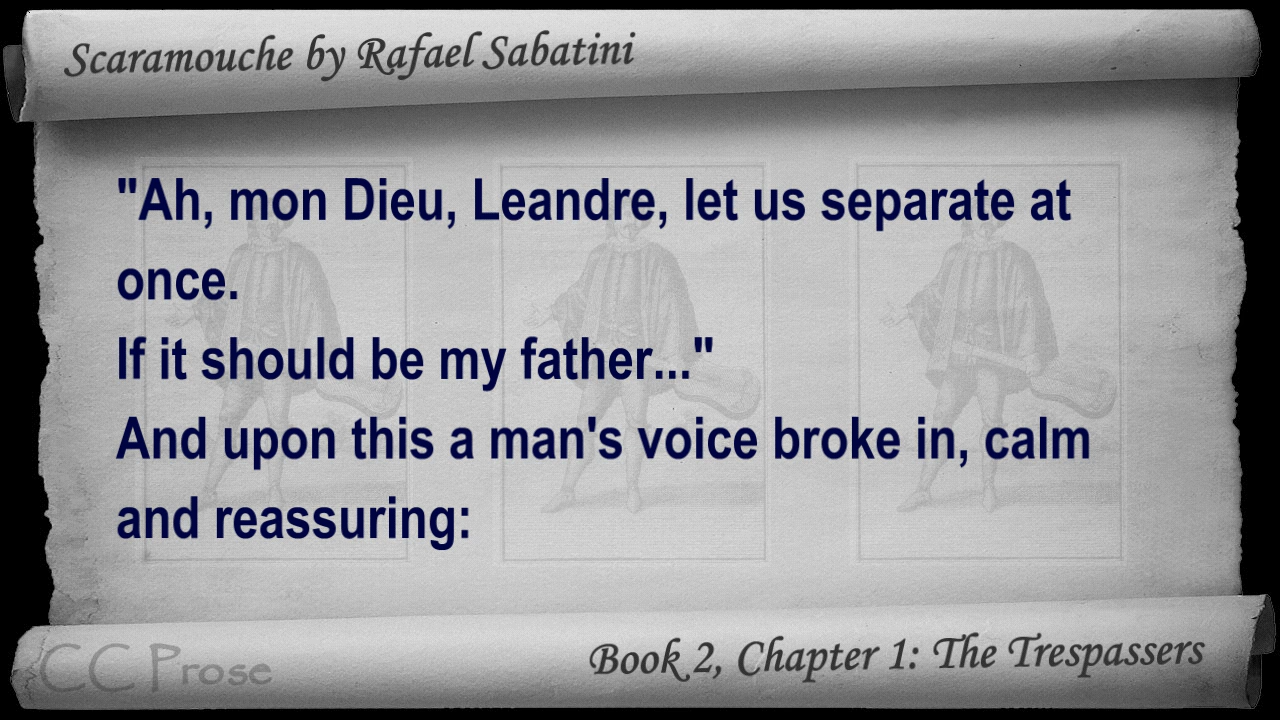 Scaramouche by Rafael Sabatini
"Ah, mon Dieu, Leandre, let us separate at
once.
If it should be my father..."
And upon this a man's voice broke in, calm
and reassuring:
CC Prose
Book 2, Chapter 1: The Trespassers